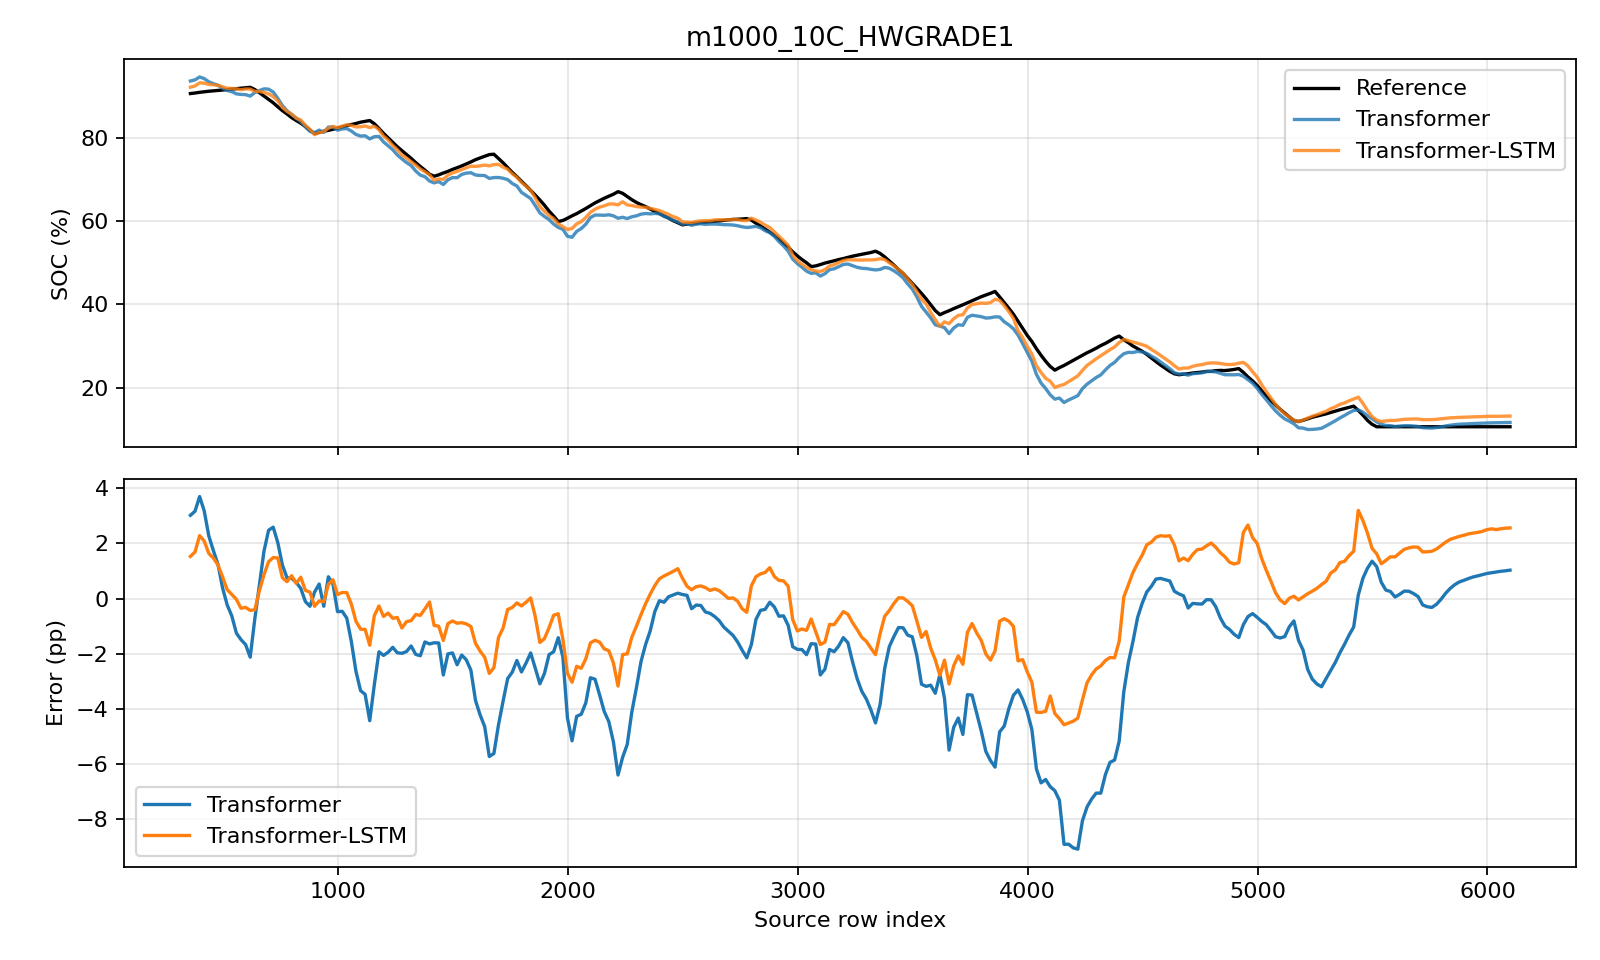 m1000_10C_HWGRADE1
SOC (%)
80
60
40
20
Reference
Transformer
Transformer-LSTM
Error (pp)
4
2
0
−2
−4
−6
−8
Transformer
Transformer-LSTM
1000 2000 3000 4000 5000 6000
Source row index